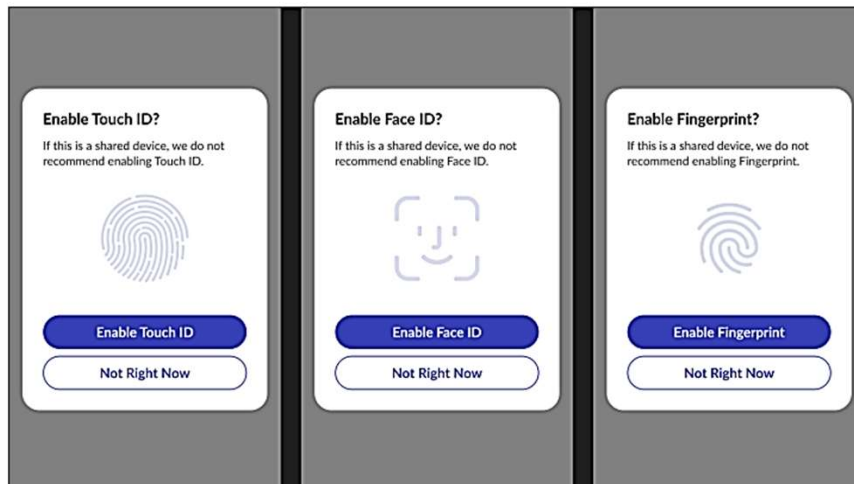 Enable Touch ID?
If this is a shared device, we do not
recommend enabling Touch ID.
Enable Touch ID
Not Right Now
Enable Face ID?
If this is a shared device, we do not
recommend enabling Face ID.
Enable Face ID
Not Right Now
Enable Fingerprint?
If this is a shared device, we do not
recommend enabling Fingerprint.
Enable Fingerprint
Not Right Now